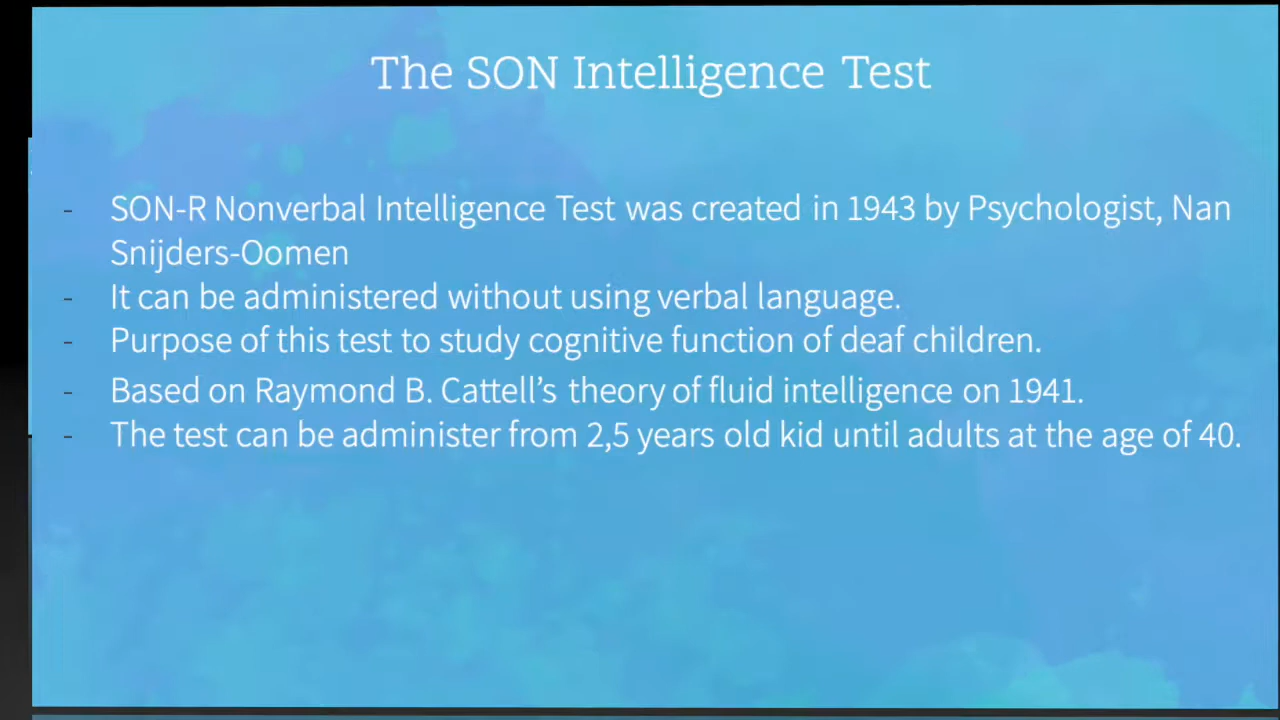 The SON Intelligence Test
- SON-R Nonverbal Intelligence Test was created in 1943 by Psychologist, Nan
Snijders-Oomen
- It can be administered without using verbal language.
- Purpose of this test to study cognitive function of deaf children.
- Based on Raymond B. Cattell’s theory of fluid intelligence on 1941.
- The test can be administer from 2,5 years old kid until adults at the age of 40.